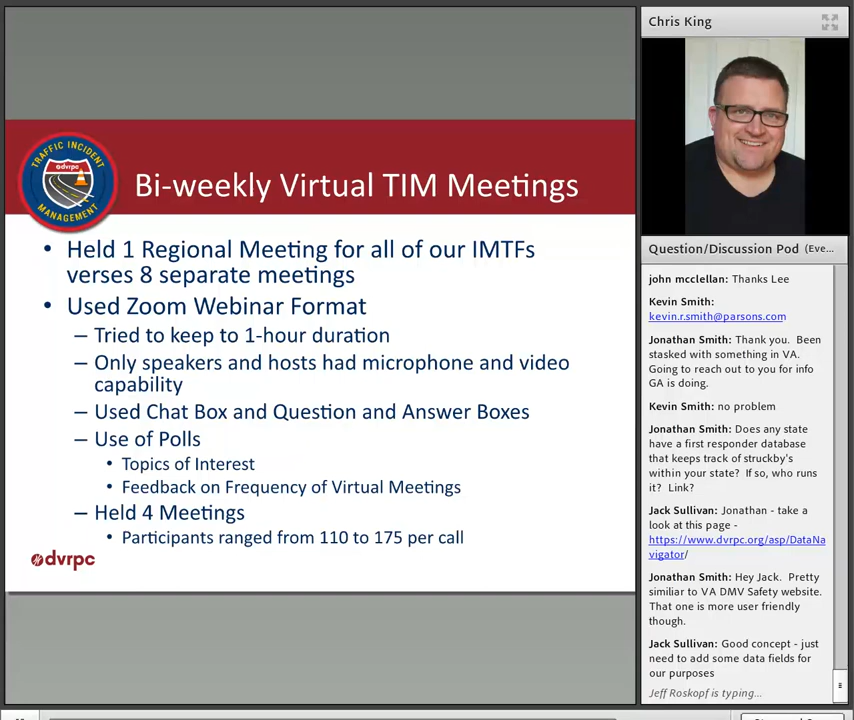 Chris King
TRAFFIC INCIDENT
dvrpc
MANAGEMENT
Bi-weekly Virtual TIM Meetings
• Held 1 Regional Meeting for all of our IMTFs
verses 8 separate meetings
• Used Zoom Webinar Format
– Tried to keep to 1-hour duration
– Only speakers and hosts had microphone and video
capability
– Used Chat Box and Question and Answer Boxes
– Use of Polls
• Topics of Interest
• Feedback on Frequency of Virtual Meetings
– Held 4 Meetings
• Participants ranged from 110 to 175 per call
dvrpc
Question/Discussion Pod (Eve...
john mcclellan: Thanks Lee
Kevin Smith:
kevin.r.smith@parsons.com
Jonathan Smith: Thank you. Been
stasked with something in VA.
Going to reach out to you for info
GA is doing.
Kevin Smith: no problem
Jonathan Smith: Does any state
have a first responder database
that keeps track of struckby's
within your state? If so, who runs
it? Link?
Jack Sullivan: Jonathan - take a
look at this page -
https://www.dvrpc.org/asp/DataNa
vigator/
Jonathan Smith: Hey Jack. Pretty
similiar to VA DMV Safety website.
That one is more user friendly
though.
Jack Sullivan: Good concept - just
need to add some data fields for
our purposes
Jeff Roskopf is typing...